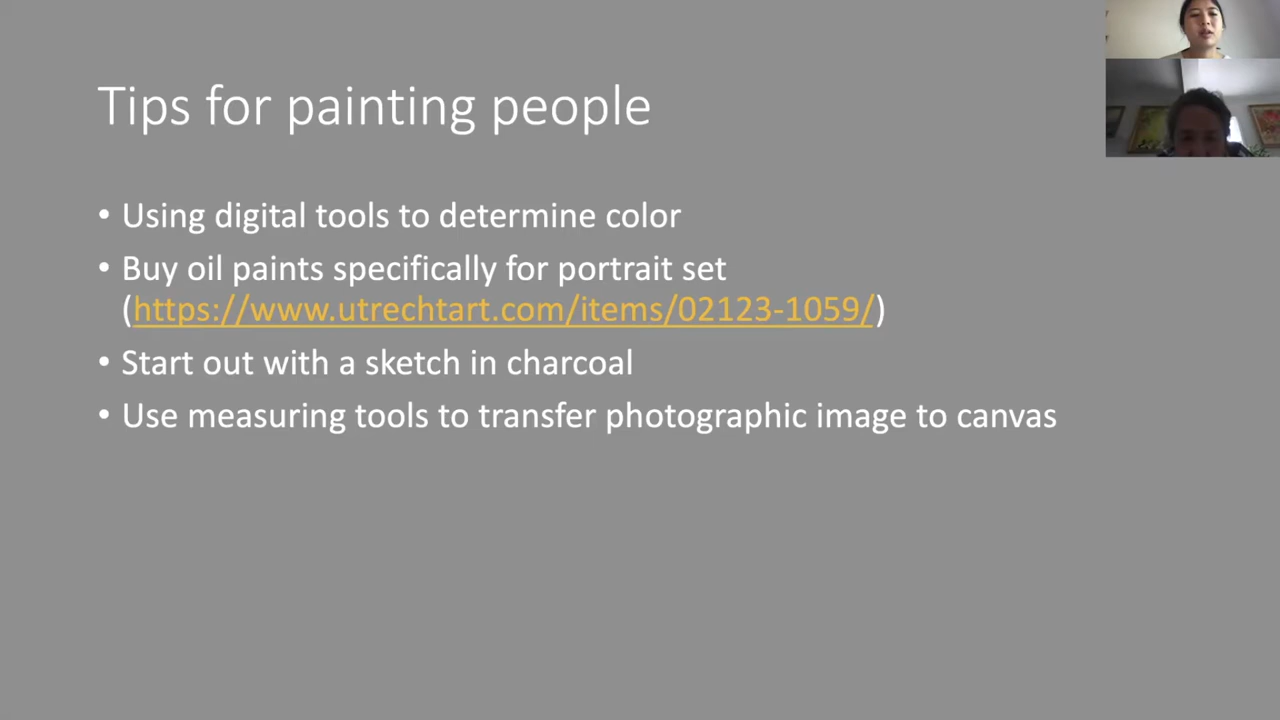 Tips for painting people
• Using digital tools to determine color
• Buy oil paints specifically for portrait set
(https://www.utrechtart.com/items/02123-1059/)
• Start out with a sketch in charcoal
• Use measuring tools to transfer photographic image to canvas